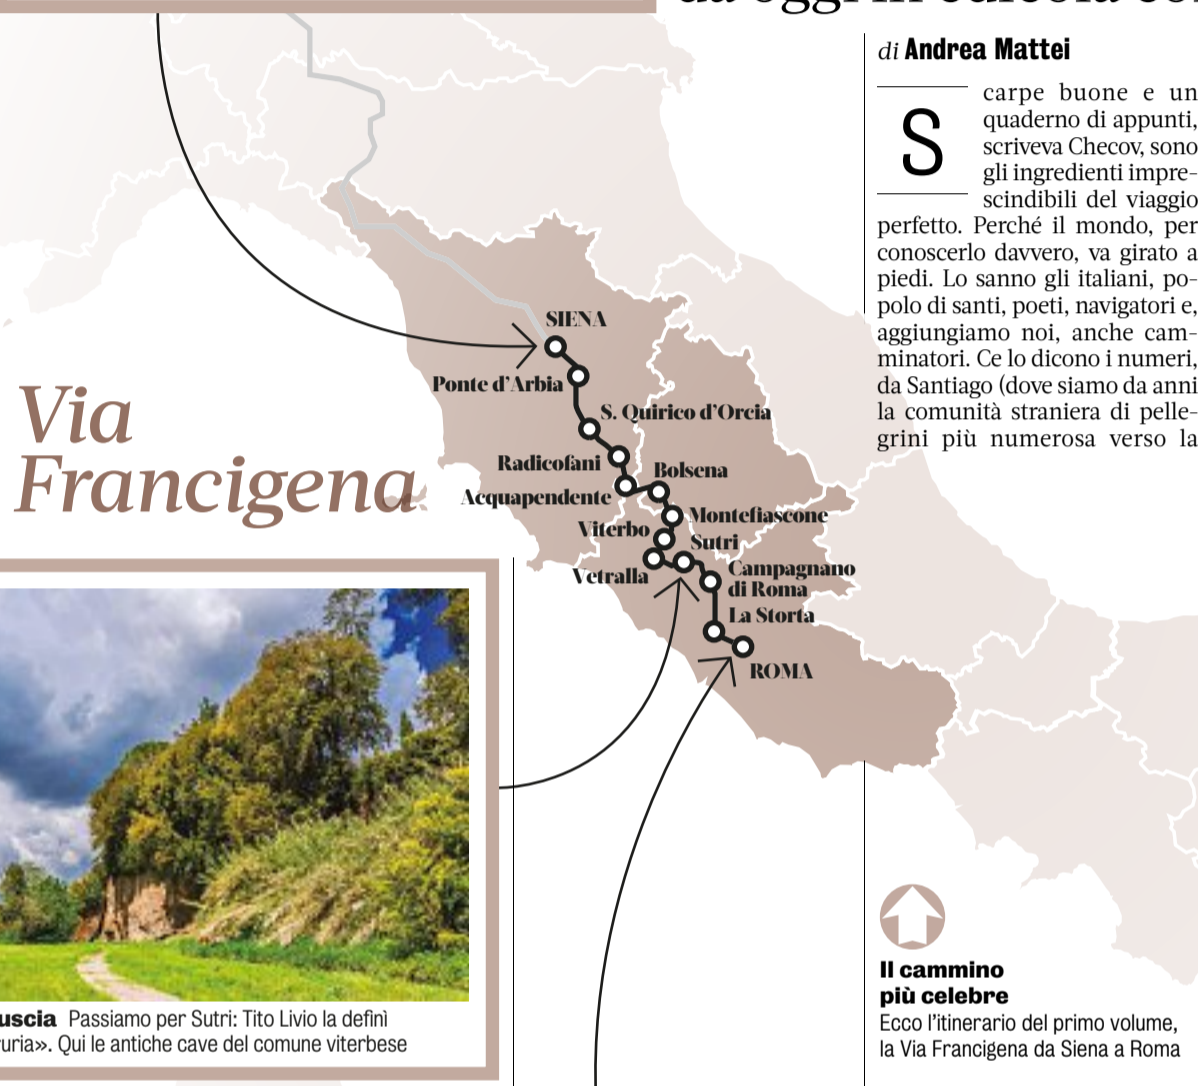 di Andrea Mattei
Scarpe buone e un
quaderno di appunti,
scriveva Checov, sono
gli ingredienti impre-
scindibili del viaggio
perfetto. Perché il mondo, per
conoscerlo davvero, va girato a
piedi. Lo sanno gli italiani, po-
polo di santi, poeti, navigatori e,
aggiungiamo noi, anche cam-
minatori. Ce lo dicono i numeri,
da Santiago (dove siamo da anni
la comunità straniera di pelle-
grini più numerosa verso la
Via
Francigena
SIENA
Ponte d'Arbia
S. Quirico d'Orcia
Radicofani
Bolsena
Acquapendente
Montefiascone
Viterbo
Sutri
Vetralla
Campagnano
di Roma
La Storta
ROMA
uscia Passiamo per Sutri: Tito Livio la definì
uria». Qui le antiche cave del comune viterbese
Il cammino
più celebre
Ecco l'itinerario del primo volume,
la Via Francigena da Siena a Roma